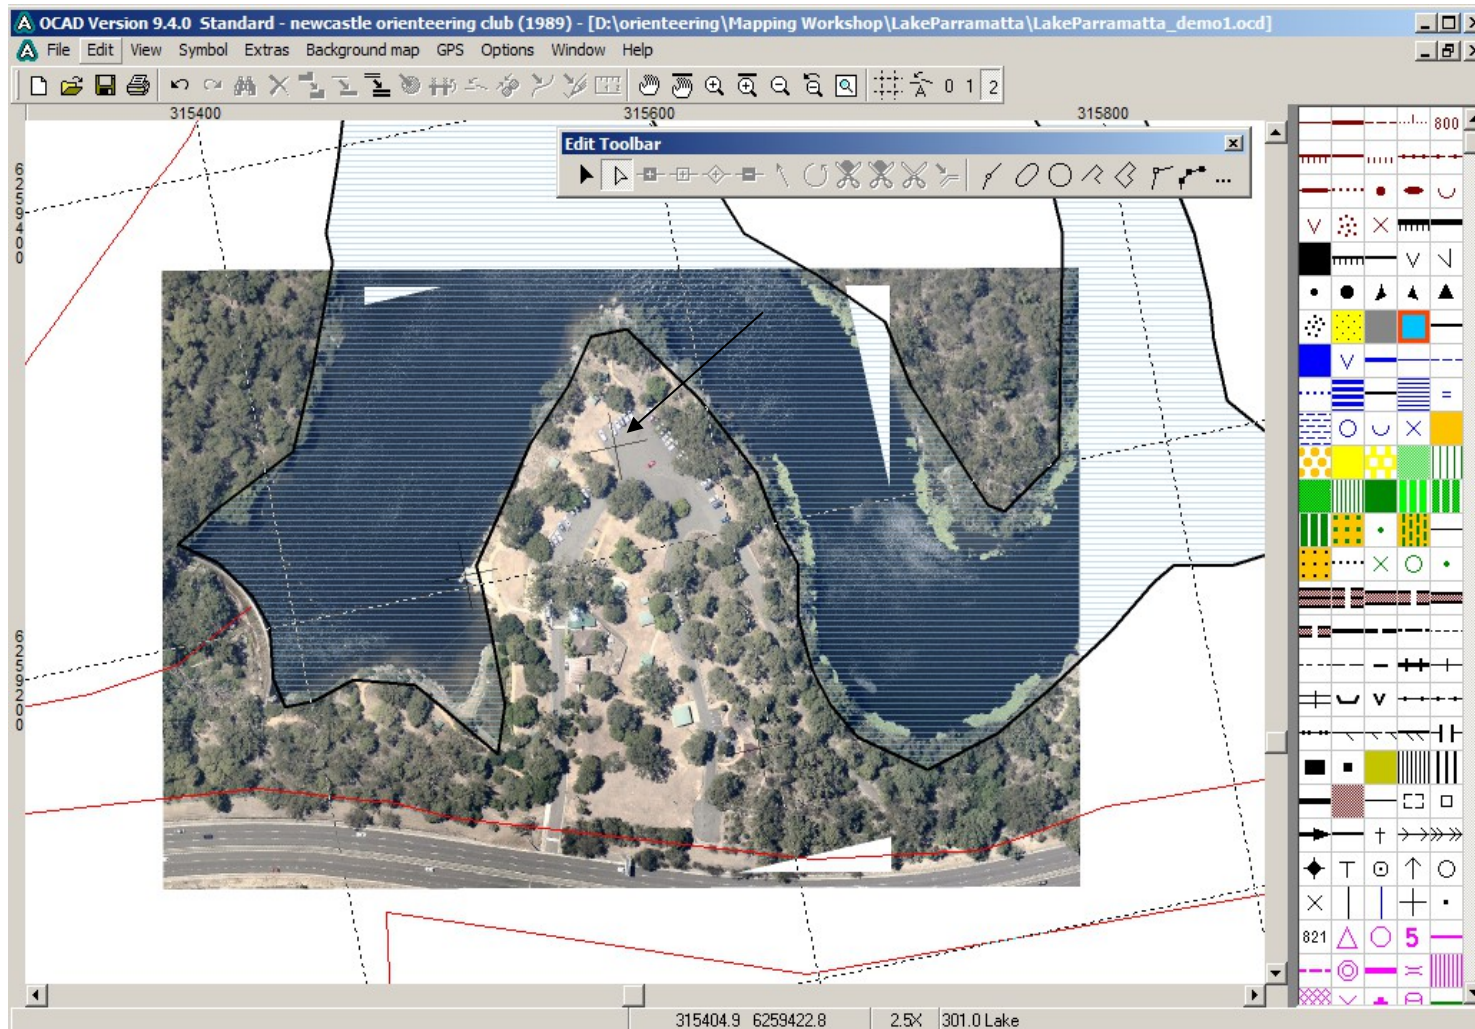 OCAD Version 9.4.0 Standard - newcastle orienteering club (1989) - [D:\orienteering\Mapping Workshop\LakeParramatta\LakeParramatta_demo1.ocd]
File Edit View Symbol Extras Background map GPS Options Window Help
0 1 2
315400 315600 315800
Edit Toolbar
800
6259400
6259200
821
5
315404.9 6259422.8 2.5X 301.0 Lake